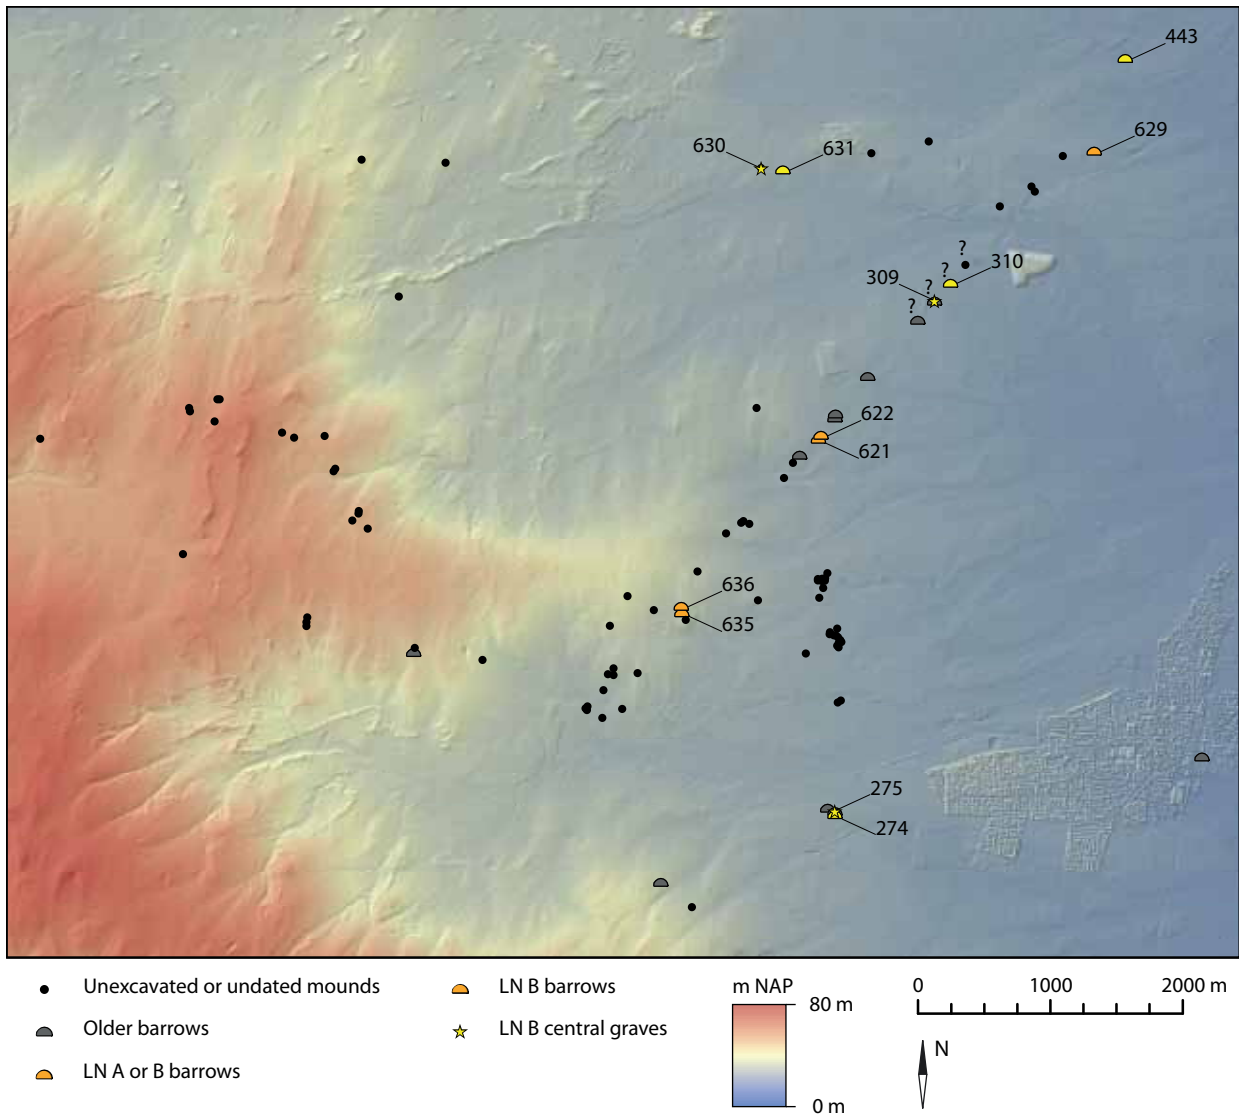 443
629
630
631
?
310
?
309
?
?
622
621
636
635
275
274
Unexcavated or undated mounds
Older barrows
LN A or B barrows
LN B barrows
LN B central graves
m NAP
80 m
0 m
0 1000 2000 m
N